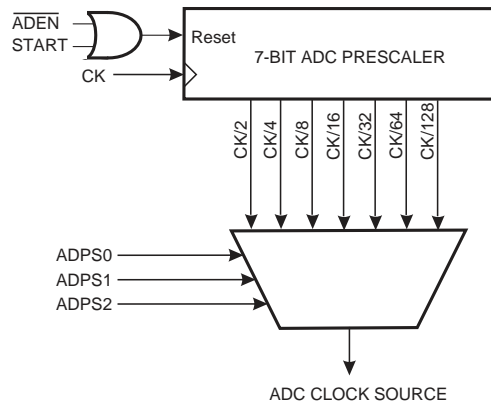 ADEN
START
Reset
7-BIT ADC PRESCALER
CK
CK/2
CK/4
CK/8
CK/16
CK/32
CK/64
CK/128
ADPS0
ADPS1
ADPS2
ADC CLOCK SOURCE